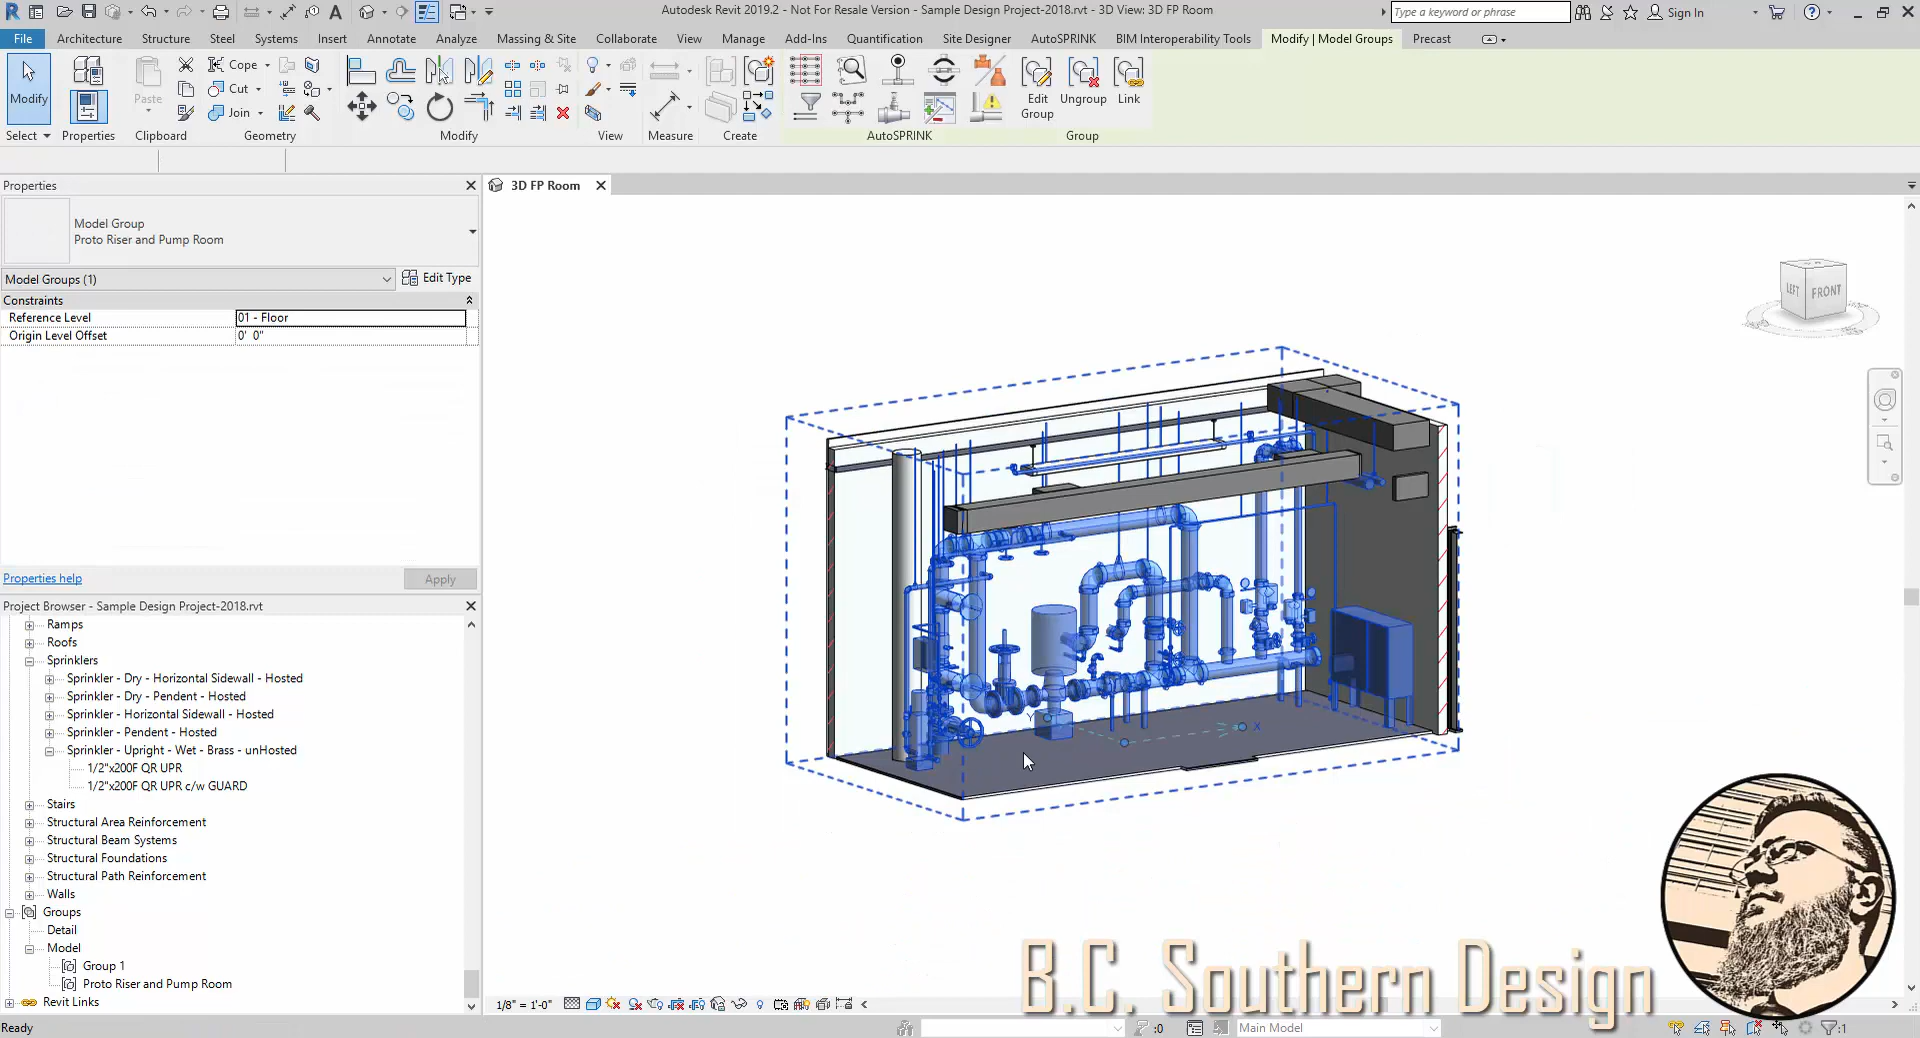 Autodesk Revit 2019.2 - Not For Resale Version - Sample Design Project-2018.rvt - 3D View: 3D FP Room
Type a keyword or phrase
Sign In
File
Architecture
Structure
Steel
Systems
Insert
Annotate
Analyze
Massing & Site
Collaborate
View
Manage
Add-Ins
Quantification
Site Designer
AutoSPRINK
BIM Interoperability Tools
Modify | Model Groups
Precast
Modify
Paste
Cope
Cut
Join
Edit Group
Ungroup
Link
Select
Properties
Clipboard
Geometry
Modify
View
Measure
Create
AutoSPRINK
Group
Properties
3D FP Room
Model Group
Proto Riser and Pump Room
Model Groups (1)
Edit Type
Constraints
Reference Level
01 - Floor
Origin Level Offset
0' 0"
LEFT
FRONT
Y
X
Properties help
Apply
Project Browser - Sample Design Project-2018.rvt
Ramps
Roofs
Sprinklers
Sprinkler - Dry - Horizontal Sidewall - Hosted
Sprinkler - Dry - Pendent - Hosted
Sprinkler - Horizontal Sidewall - Hosted
Sprinkler - Pendent - Hosted
Sprinkler - Upright - Wet - Brass - unHosted
1/2"x200F QR UPR
1/2"x200F QR UPR c/w GUARD
Stairs
Structural Area Reinforcement
Structural Beam Systems
Structural Foundations
Structural Path Reinforcement
Walls
Groups
Detail
Model
Group 1
Proto Riser and Pump Room
Revit Links
B.C. Southern Design
1/8" = 1'-0"
Ready
:0
Main Model
:1